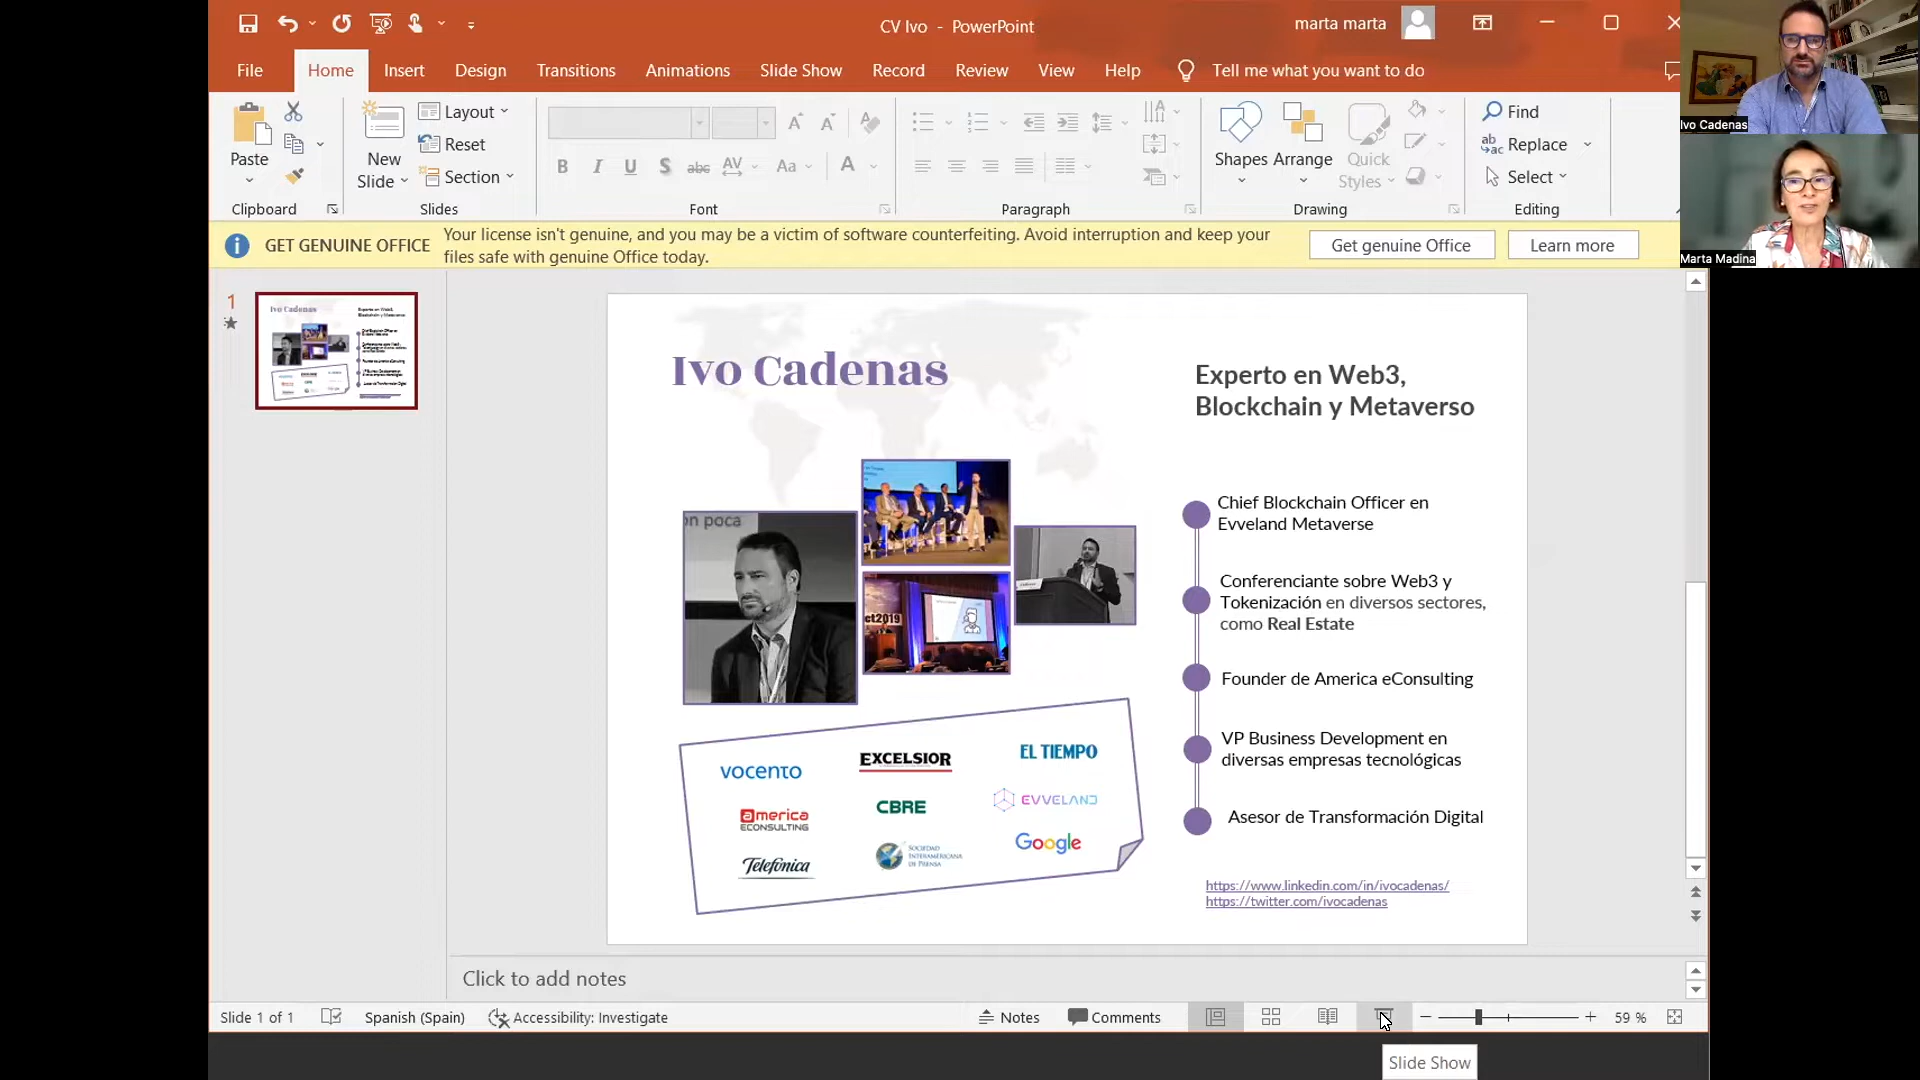 CV Ivo - PowerPoint
marta marta
File
Home
Insert
Design
Transitions
Animations
Slide Show
Record
Review
View
Help
Tell me what you want to do
Paste
Clipboard
New
Slide
Layout
Reset
Section
Slides
Font
Paragraph
Shapes
Arrange
Quick
Styles
Drawing
Find
Replace
Select
Editing
Ivo Cadenas
Marta Madina
GET GENUINE OFFICE
Your license isn't genuine, and you may be a victim of software counterfeiting. Avoid interruption and keep your
files safe with genuine Office today.
Get genuine Office
Learn more
1
Ivo Cadenas
Experto en Web3,
Blockchain y Metaverso
on poca
ct2019
Chief Blockchain Officer en
Evveland Metaverse
Conferenciante sobre Web3 y
Tokenización en diversos sectores,
como Real Estate
Founder de America eConsulting
VP Business Development en
diversas empresas tecnológicas
Asesor de Transformación Digital
vocento
EXCELSIOR
EL TIEMPO
america
ECONSULTING
CBRE
EVVELAND
Telefónica
SOCIEDAD
INTERAMERICANA
DE PRENSA
Google
https://www.linkedin.com/in/ivocadenas/
https://twitter.com/ivocadenas
Click to add notes
Slide 1 of 1
Spanish (Spain)
Accessibility: Investigate
Notes
Comments
59 %
Slide Show